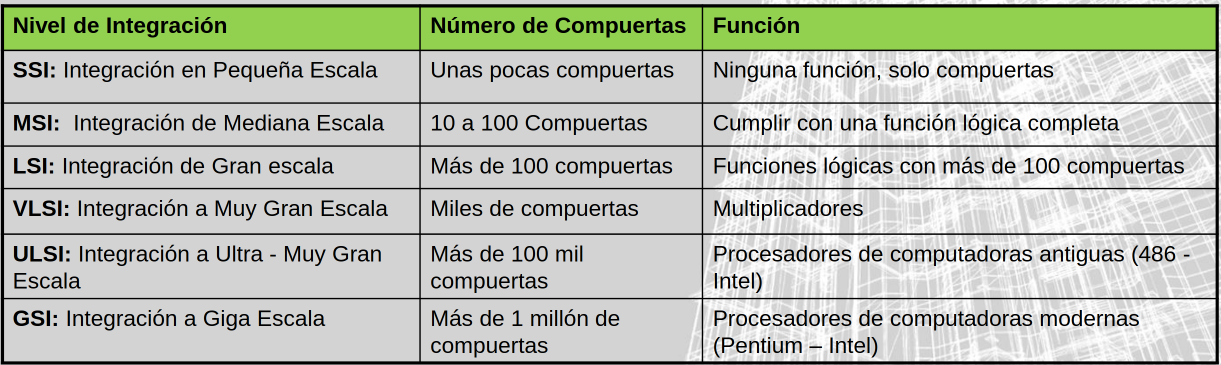 Nivel de Integración Número de Compuertas Función
SSI: Integración en Pequeña Escala Unas pocas compuertas Ninguna función, solo compuertas
MSI: Integración de Mediana Escala 10 a 100 Compuertas Cumplir con una función lógica completa
LSI: Integración de Gran escala Más de 100 compuertas Funciones lógicas con más de 100 compuertas
VLSI: Integración a Muy Gran Escala Miles de compuertas Multiplicadores
ULSI: Integración a Ultra - Muy Gran
Escala
Más de 100 mil
compuertas
Procesadores de computadoras antiguas (486 -
Intel)
GSI: Integración a Giga Escala
Más de 1 millón de
compuertas
Procesadores de computadoras modernas
(Pentium – Intel)